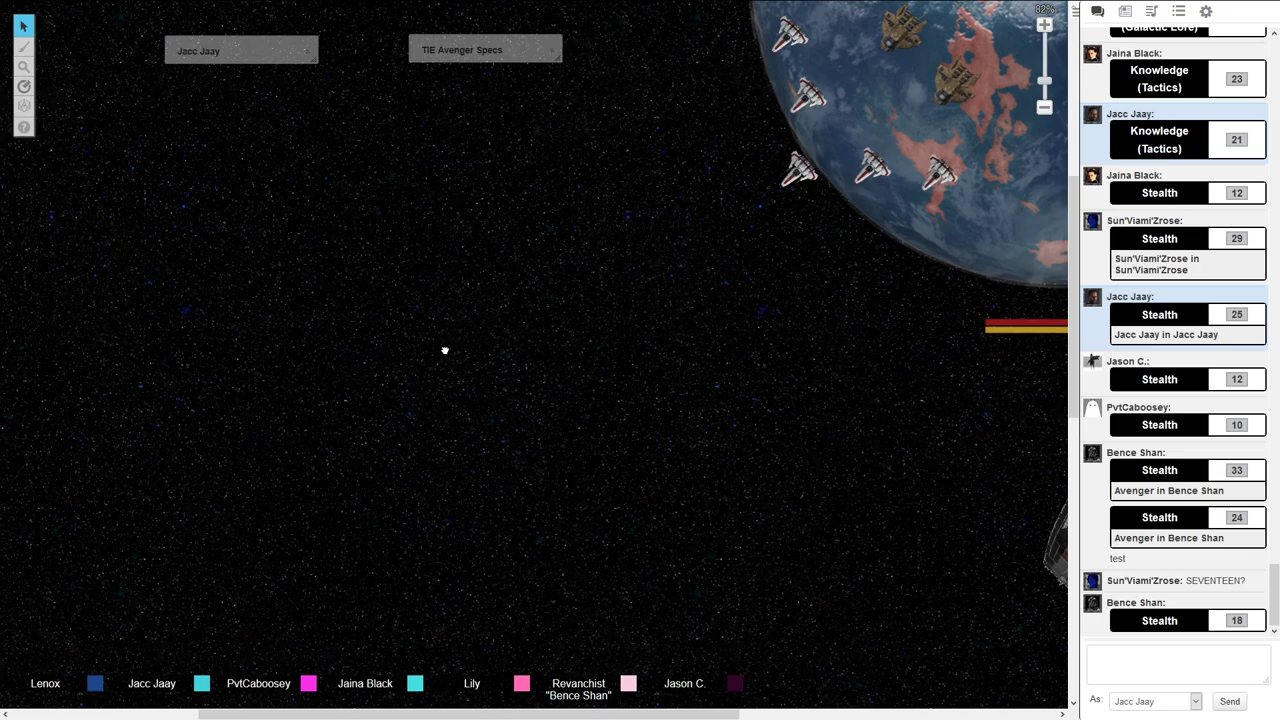 Jacc Jaay
TIE Avenger Specs
82%
(Galactic Lore)
Jaina Black:
Knowledge
(Tactics)
23
Jacc Jaay:
Knowledge
(Tactics)
21
Jaina Black:
Stealth
12
Sun'Viami'Zrose:
Stealth
29
Sun'Viami'Zrose in
Sun'Viami'Zrose
Jacc Jaay:
Stealth
25
Jacc Jaay in Jacc Jaay
Jason C.:
Stealth
12
PvtCaboosey:
Stealth
10
Bence Shan:
Stealth
33
Avenger in Bence Shan
Stealth
24
Avenger in Bence Shan
test
Sun'Viami'Zrose: SEVENTEEN?
Bence Shan:
Stealth
18
As:
Jacc Jaay
Send
Lenox
Jacc Jaay
PvtCaboosey
Jaina Black
Lily
Revanchist
"Bence Shan"
Jason C.